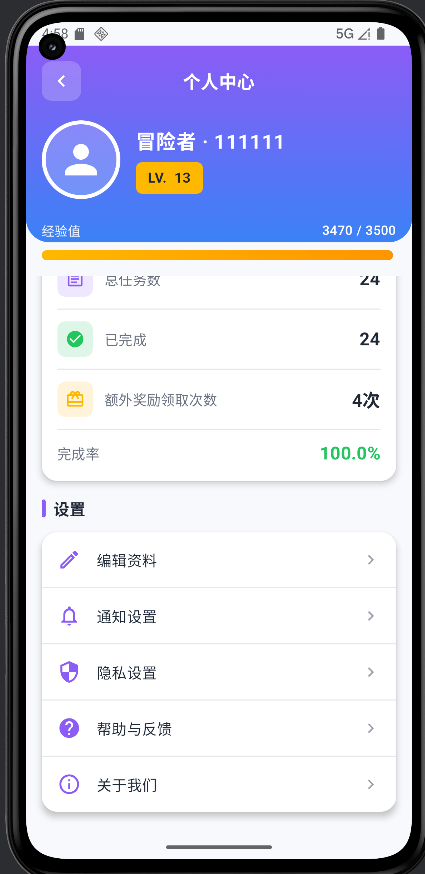 4:58
5G
个人中心
冒险者 · 111111
LV. 13
经验值 3470 / 3500
总任务数 24
已完成 24
额外奖励领取次数 4次
完成率 100.0%
设置
编辑资料
通知设置
隐私设置
帮助与反馈
关于我们